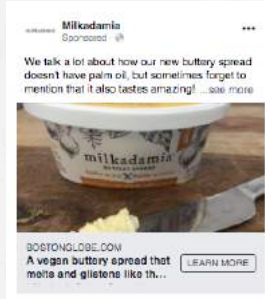 Milkadamia
Sponsored
We talk a lot about how our new buttery spread
doesn't have palm oil, but sometimes forget to
mention that it also tastes amazing! ...see more
milkadamia
BOSTONGLOBE.COM
A vegan buttery spread that
melts and glistens like th...
LEARN MORE